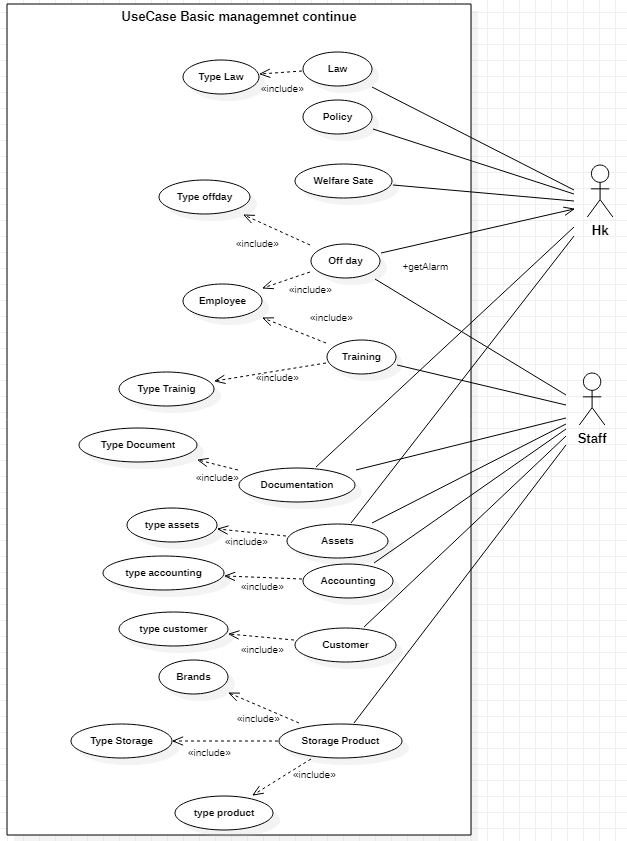 UseCase Basic managemnet continue
Law
Type Law
«include»
Policy
Welfare Sate
Type offday
Hk
«include»
Off day
+getAlarm
«include»
Employee
«include»
Training
«include»
Type Trainig
Staff
Type Document
«include»
Documentation
type assets
«include»
Assets
type accounting
Accounting
«include»
type customer
Customer
«include»
Brands
«include»
Type Storage
Storage Product
«include»
«include»
type product